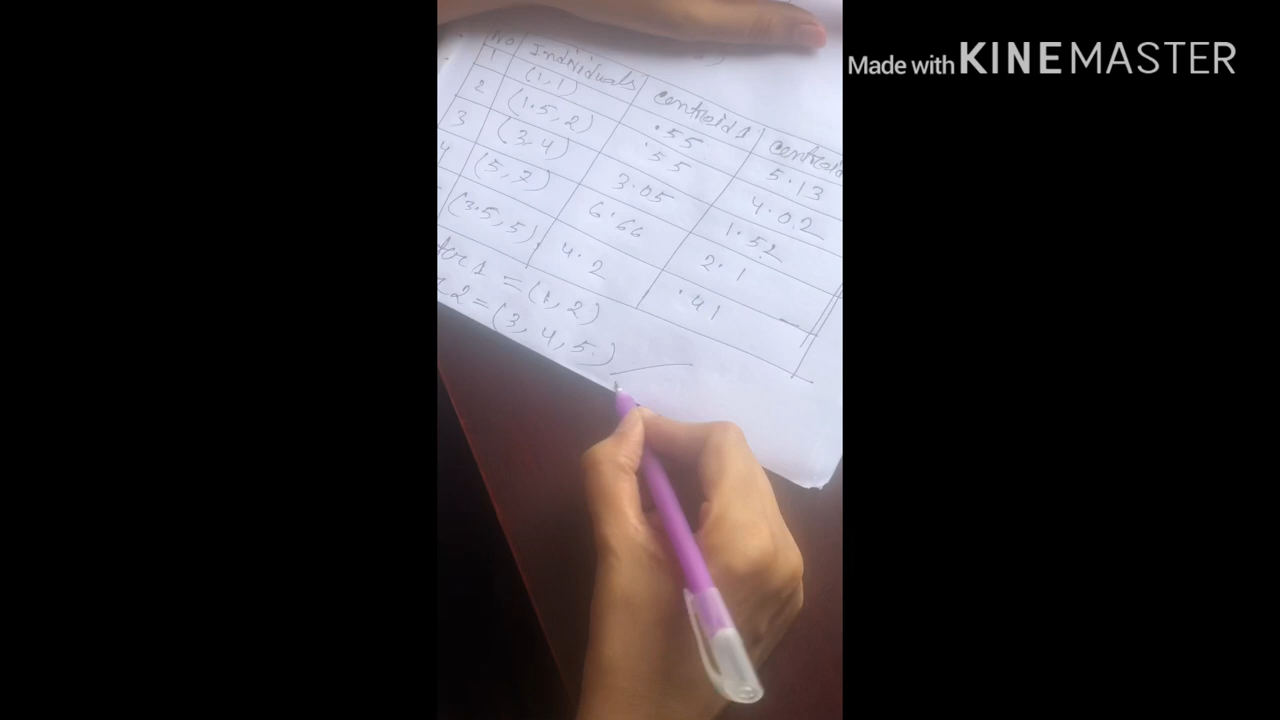 Made with KINEMASTER
No Individuals centroid 1 centroid
1 (1,1) .55 5.13
2 (1.5, 2) .55 4.02
3 (3,4) 3.05 1.52
4 (5,7) 6.66 2.1
(3.5, 5) 4.2 .41
1 = (1,2)
2 = (3, 4, 5.)